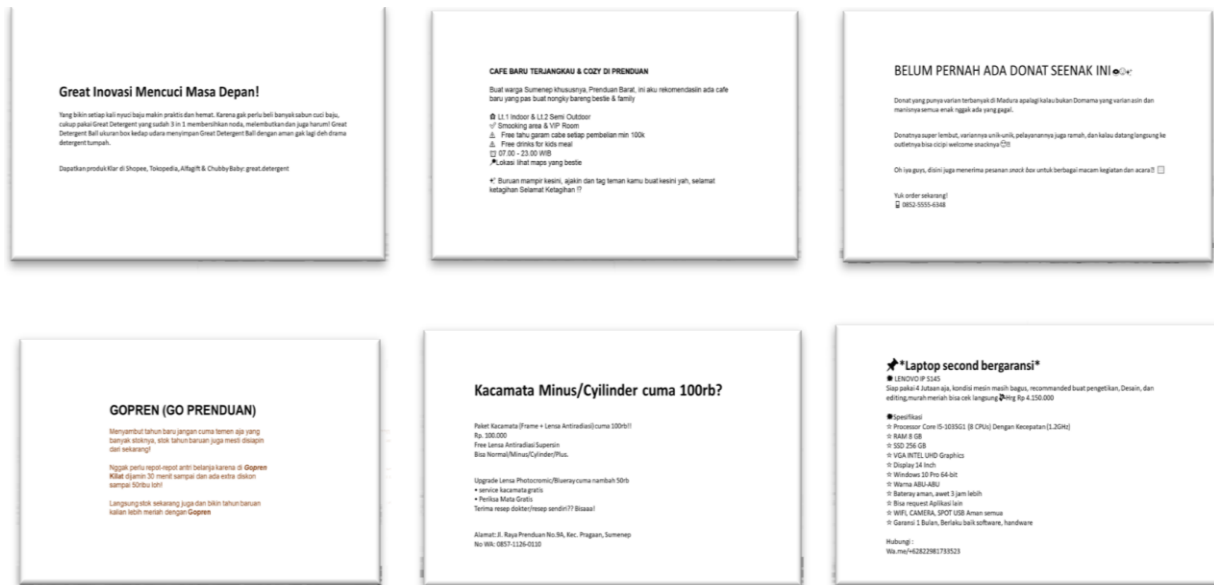 Great Inovasi Mencuci Masa Depan!
Yang bikin setiap kali nyuci baju makin praktis dan hemat. Karena gak perlu beli banyak sabun cuci baju,
cukup pakai Great Detergent yang sudah 3 in 1 membersihkan noda, melembutkan dan juga harum! Great
Detergent Ball ukuran box kedap udara menyimpan Great Detergent Ball dengan aman gak lagi deh drama
detergent tumpah.
Dapatkan produk Klar di Shopee, Tokopedia, Alfagift & Chubby Baby: great.detergent
CAFE BARU TERJANGKAU & COZY DI PRENDUAN
Buat warga Sumenep khususnya, Prenduan Barat, ini aku rekomendasiin ada cafe
baru yang pas buat nongky bareng bestie & family
Lt.1 Indoor & Lt.2 Semi Outdoor
Smooking area & VIP Room
Free tahu garam cabe setiap pembelian min 100k
Free drinks for kids meal
07.00 - 23.00 WIB
Lokasi lihat maps yang bestie
Buruan mampir kesini, ajakin dan tag teman kamu buat kesini yah, selamat
ketagihan Selamat Ketagihan !?
BELUM PERNAH ADA DONAT SEENAK INI
Donat yang punya varian terbanyak di Madura apalagi kalau bukan Domama yang varian asin dan
manisnya semua enak nggak ada yang gagal.
Donatnya super lembut, variannya unik-unik, pelayanannya juga ramah, dan kalau datang langsung ke
outletnya bisa cicipi welcome snacknya 😇!!
Oh iya guys, disini juga menerima pesanan snack box untuk berbagai macam kegiatan dan acara!!
Yuk order sekarang!
0852-5555-6348
GOPREN (GO PRENDUAN)
Menyambut tahun baru jangan cuma temen aja yang
banyak stoknya, stok tahun baruan juga mesti disiapin
dari sekarang!
Nggak perlu repot-repot antri belanja karena di Gopren
Kilat dijamin 30 menit sampai dan ada extra diskon
sampai 50ribu loh!
Langsung stok sekarang juga dan bikin tahun baruan
kalian lebih meriah dengan Gopren
Kacamata Minus/Cyilinder cuma 100rb?
Paket Kacamata (Frame + Lensa Antiradiasi) cuma 100rb!!
Rp. 100.000
Free Lensa Antiradiasi Supersin
Bisa Normal/Minus/Cylinder/Plus.
Upgrade Lensa Photocromic/Blueray cuma nambah 50rb
• service kacamata gratis
• Periksa Mata Gratis
Terima resep dokter/resep sendiri?? Bisaaa!
Alamat: Jl. Raya Prenduan No.9A, Kec. Pragaan, Sumenep
No WA: 0857-1126-0110
📌*Laptop second bergaransi*
✹ LENOVO IP S145
Siap pakai 4 Jutaan aja, kondisi mesin masih bagus, recommanded buat pengetikan, Desain, dan
editing,murah meriah bisa cek langsung Hrg Rp 4.150.000
✹Spesifikasi
☆ Processor Core I5-1035G1 (8 CPUs) Dengan Kecepatan (1.2GHz)
☆ RAM 8 GB
☆ SSD 256 GB
☆ VGA INTEL UHD Graphics
☆ Display 14 Inch
☆ Windows 10 Pro 64-bit
☆ Warna ABU-ABU
☆ Bateray aman, awet 3 jam lebih
☆ Bisa request Aplikasi lain
☆ WIFI, CAMERA, SPOT USB Aman semua
☆ Garansi 1 Bulan, Berlaku baik software, handware
Hubungi :
Wa.me/+62822981733523